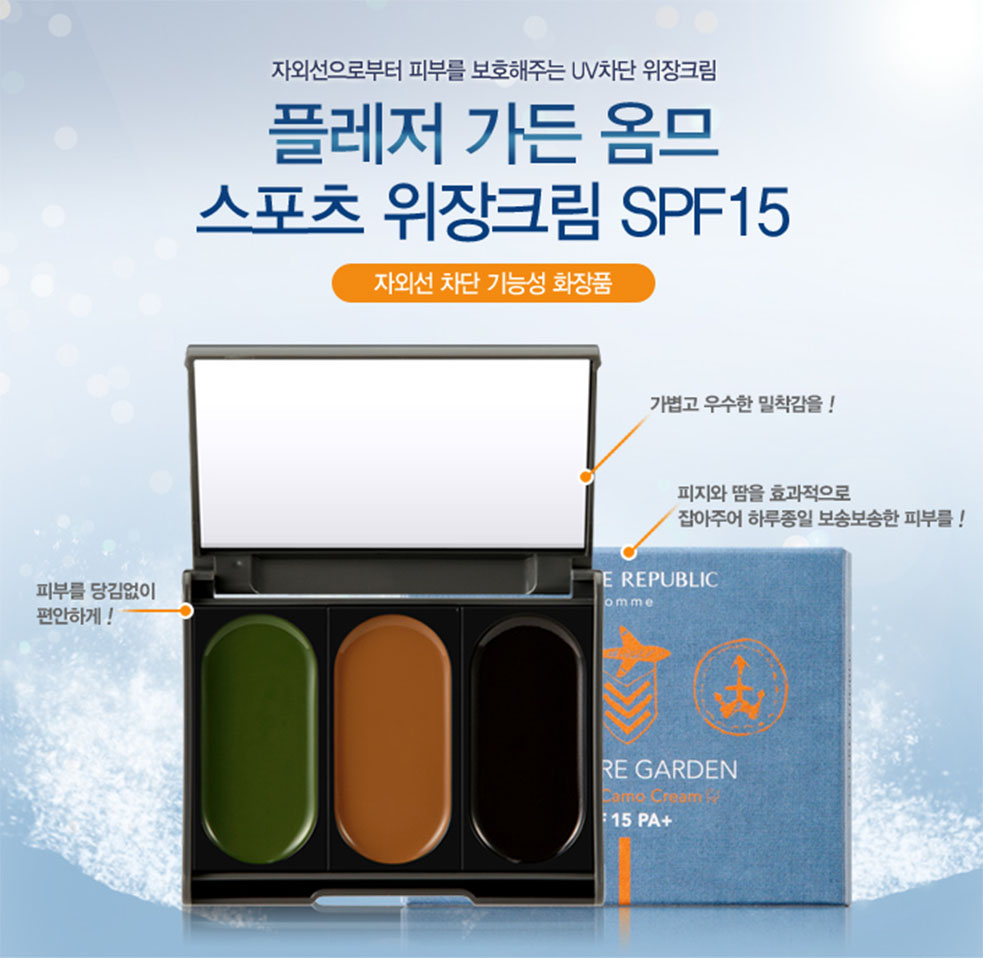 자외선으로부터 피부를 보호해주는 UV차단 위장크림
플레저 가든 옴므
스포츠 위장크림 SPF15
자외선 차단 기능성 화장품
가볍고 우수한 밀착감을 !
피지와 땀을 효과적으로
잡아주어 하루종일 보송보송한 피부를 !
피부를 당김없이
편안하게 !
E REPUBLIC
omme
RE GARDEN
Camo Cream
15 PA+